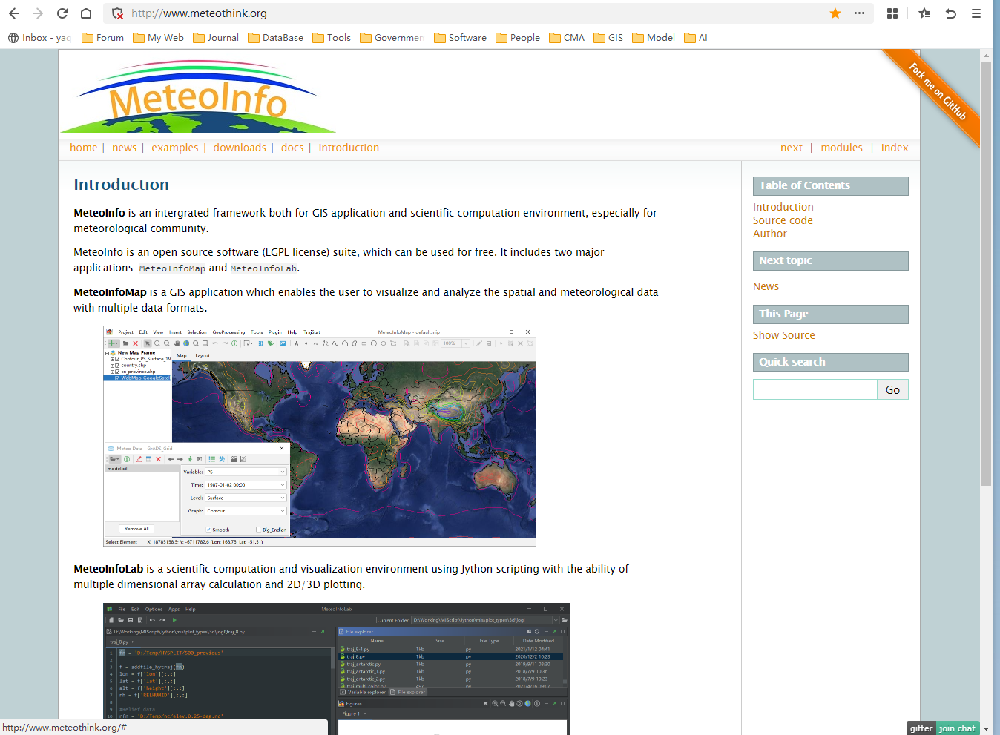 http://www.meteothink.org
Inbox - yaq Forum My Web Journal DataBase Tools Governmen Software People CMA GIS Model AI
Fork me on GitHub
MeteoInfo
home | news | examples | downloads | docs | Introduction next | modules | index
Introduction
MeteoInfo is an intergrated framework both for GIS application and scientific computation environment, especially for
meteorological community.
MeteoInfo is an open source software (LGPL license) suite, which can be used for free. It includes two major
applications: MeteoInfoMap and MeteoInfoLab.
MeteoInfoMap is a GIS application which enables the user to visualize and analyze the spatial and meteorological data
with multiple data formats.
Project Edit View Insert Selection GeoProcessing Tools Plugin Help TrajStat MeteoInfoMap - default.mip
100%
New Map Frame
Contour_PS_Surface_19
country.shp
cn_province.shp
WebMap_GoogleSatel
Map Layout
Meteo Data - GrADS_Grid
model.ctl
Variable: PS
Time: 1987-01-02 00:00
Level: Surface
Graph: Contour
Remove All
Smooth Big_Endian
Select Element X: 18785158.5; Y: -6711782.6 (Lon: 168.75; Lat: -51.51)
MeteoInfoLab is a scientific computation and visualization environment using Jython scripting with the ability of
multiple dimensional array calculation and 2D/3D plotting.
File Edit Options Apps Help MeteoInfoLab
Current Folder: D:\Working\MIScript\Jython\mis\plot_types\3d\jogl
D:\Working\MIScript\Jython\mis\plot_types\3d\jogl\traj_8.py
traj_8.py
1 fn = 'D:/Temp/HYSPLIT/500_previous'
2
3 f = addfile_hytraj(fn)
4 lon = f['lon'][:,:]
5 lat = f['lat'][:,:]
6 alt = f['height'][:,:]
7 rh = f['RELHUMID'][:,:]
8
9 #Relief data
10 rfn = 'D:/Temp/nc/elev.0.25-deg.nc'
File explorer
Name Size File Type Date Modified
traj_8-1.py 1kb py 2021/1/12 04:41
traj_8.py 1kb py 2020/12/2 10:23
traj_antarctic.py 1kb py 2019/9/11 03:30
traj_antarctic_1.py 1kb py 2018/7/9 10:36
traj_antarctic_2.py 1kb py 2018/7/9 10:23
traj_multi_color.py 497 py 2021/4/16 09:07
Variable explorer File explorer
Figures
Figure 1
Table of Contents
Introduction
Source code
Author
Next topic
News
This Page
Show Source
Quick search
Go
http://www.meteothink.org/#
gitter join chat